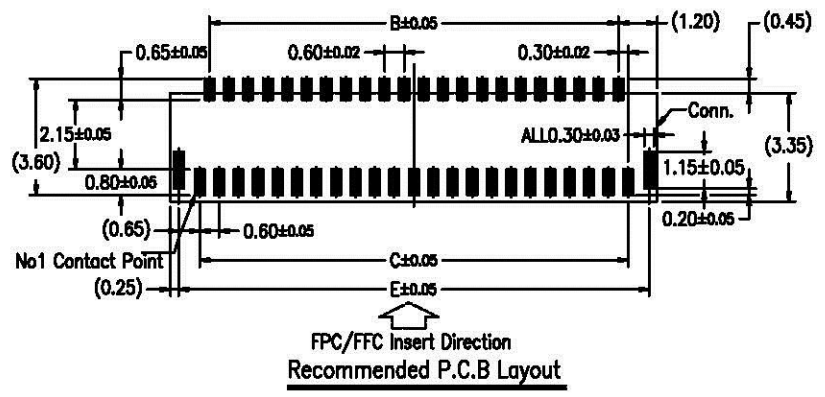 B±0.05
(1.20)
(0.45)
0.65±0.05
0.60±0.02
0.30±0.02
Conn.
2.15±0.05
ALL0.30±0.03
(3.35)
(3.60)
1.15±0.05
0.80±0.05
0.20±0.05
(0.65)
0.60±0.05
No1 Contact Point
C±0.05
(0.25)
E±0.05
FPC/FFC Insert Direction
Recommended P.C.B Layout